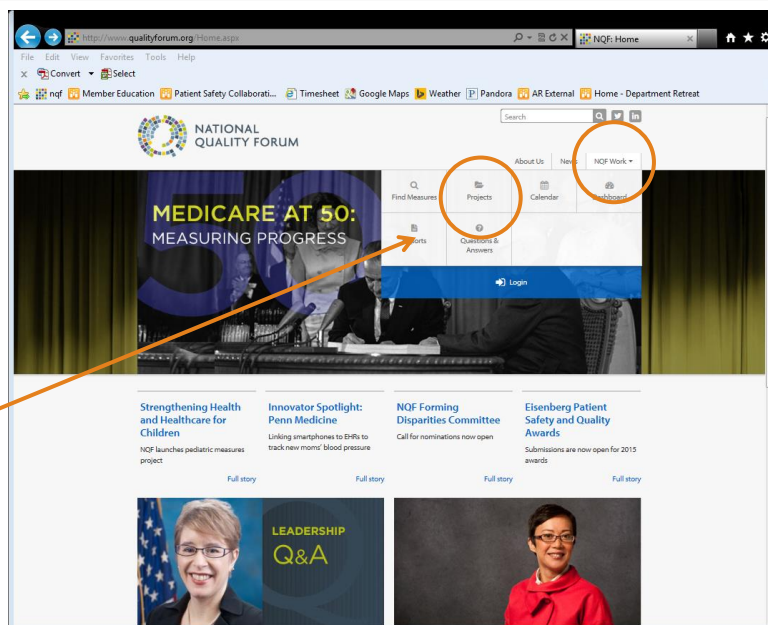 http://www.qualityforum.org/Home.aspx
NQF: Home
File Edit View Favorites Tools Help
x Convert Select
nqf Member Education Patient Safety Collaborati... Timesheet Google Maps Weather Pandora AR External Home - Department Retreat
Search
in
NATIONAL
QUALITY FORUM
About Us News NQF Work
Find Measures Projects Calendar Dashboard
Questions &
Answers
Login
50
MEDICARE AT 50:
MEASURING PROGRESS
Strengthening Health
and Healthcare for
Children
NQF launches pediatric measures
project
Full story
Innovator Spotlight:
Penn Medicine
Linking smartphones to EHRs to
track new moms' blood pressure
Full story
NQF Forming
Disparities Committee
Call for nominations now open
Full story
Eisenberg Patient
Safety and Quality
Awards
Submissions are now open for 2015
awards
Full story
LEADERSHIP
Q&A